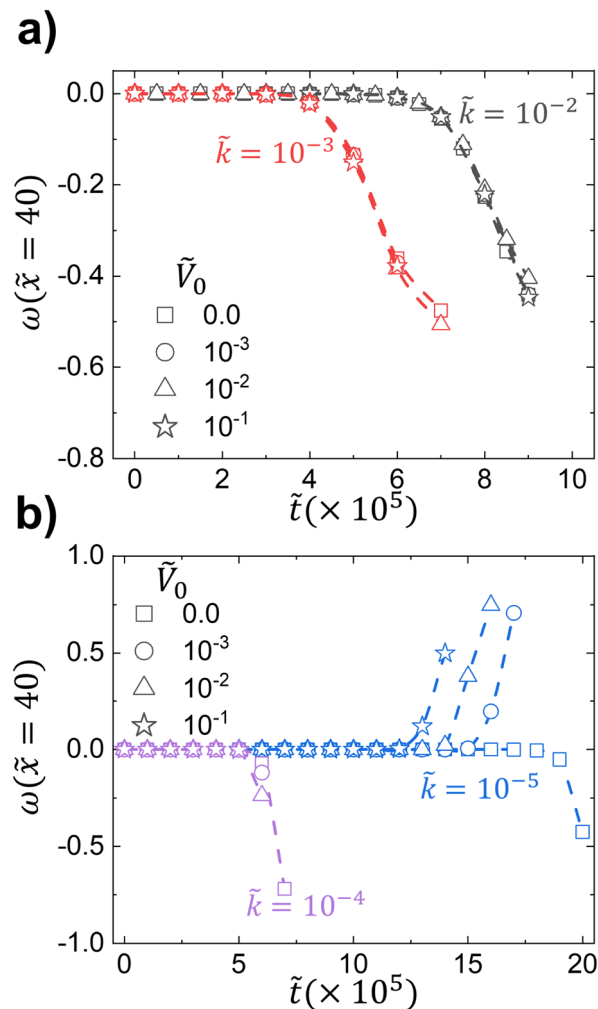 a)
0.0
-0.2
-0.4
-0.6
-0.8
ω(x̃ = 40)
k̃ = 10⁻³
k̃ = 10⁻²
Ṽ₀
0.0
10⁻³
10⁻²
10⁻¹
0 2 4 6 8 10
t̃(× 10⁵)
b)
1.0
0.5
0.0
-0.5
-1.0
ω(x̃ = 40)
Ṽ₀
0.0
10⁻³
10⁻²
10⁻¹
k̃ = 10⁻⁵
k̃ = 10⁻⁴
0 5 10 15 20
t̃(× 10⁵)